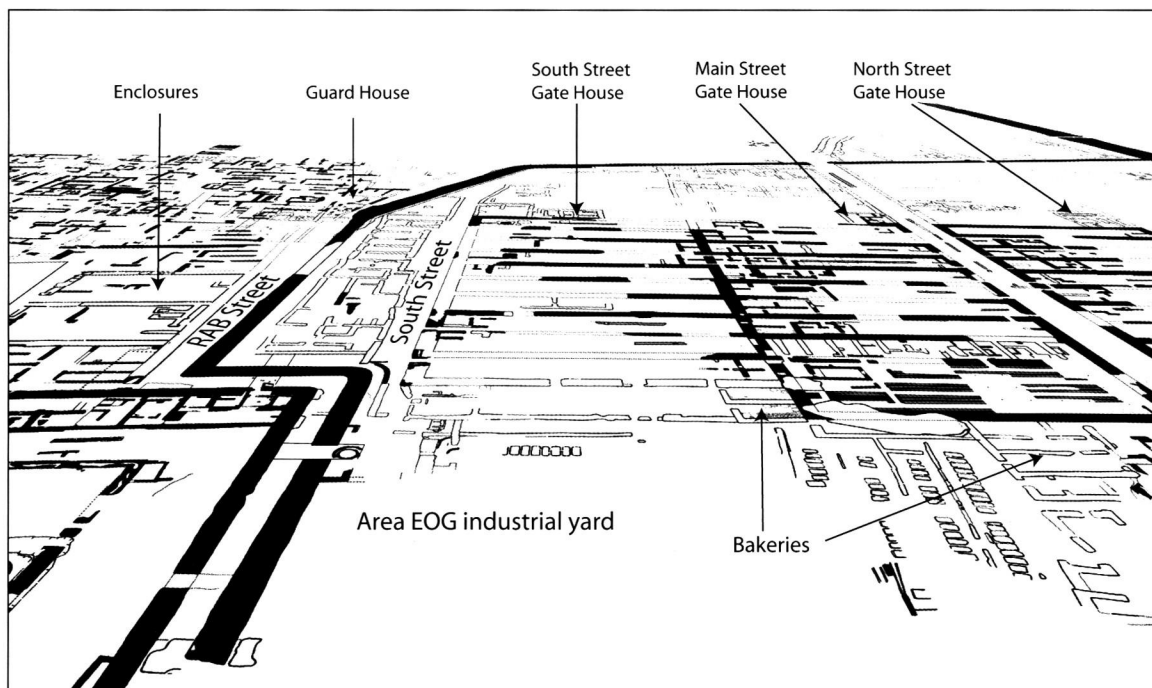 South Street
Gate House
Main Street
Gate House
North Street
Gate House
Enclosures
Guard House
RAB Street
South Street
Area EOG industrial yard
Bakeries